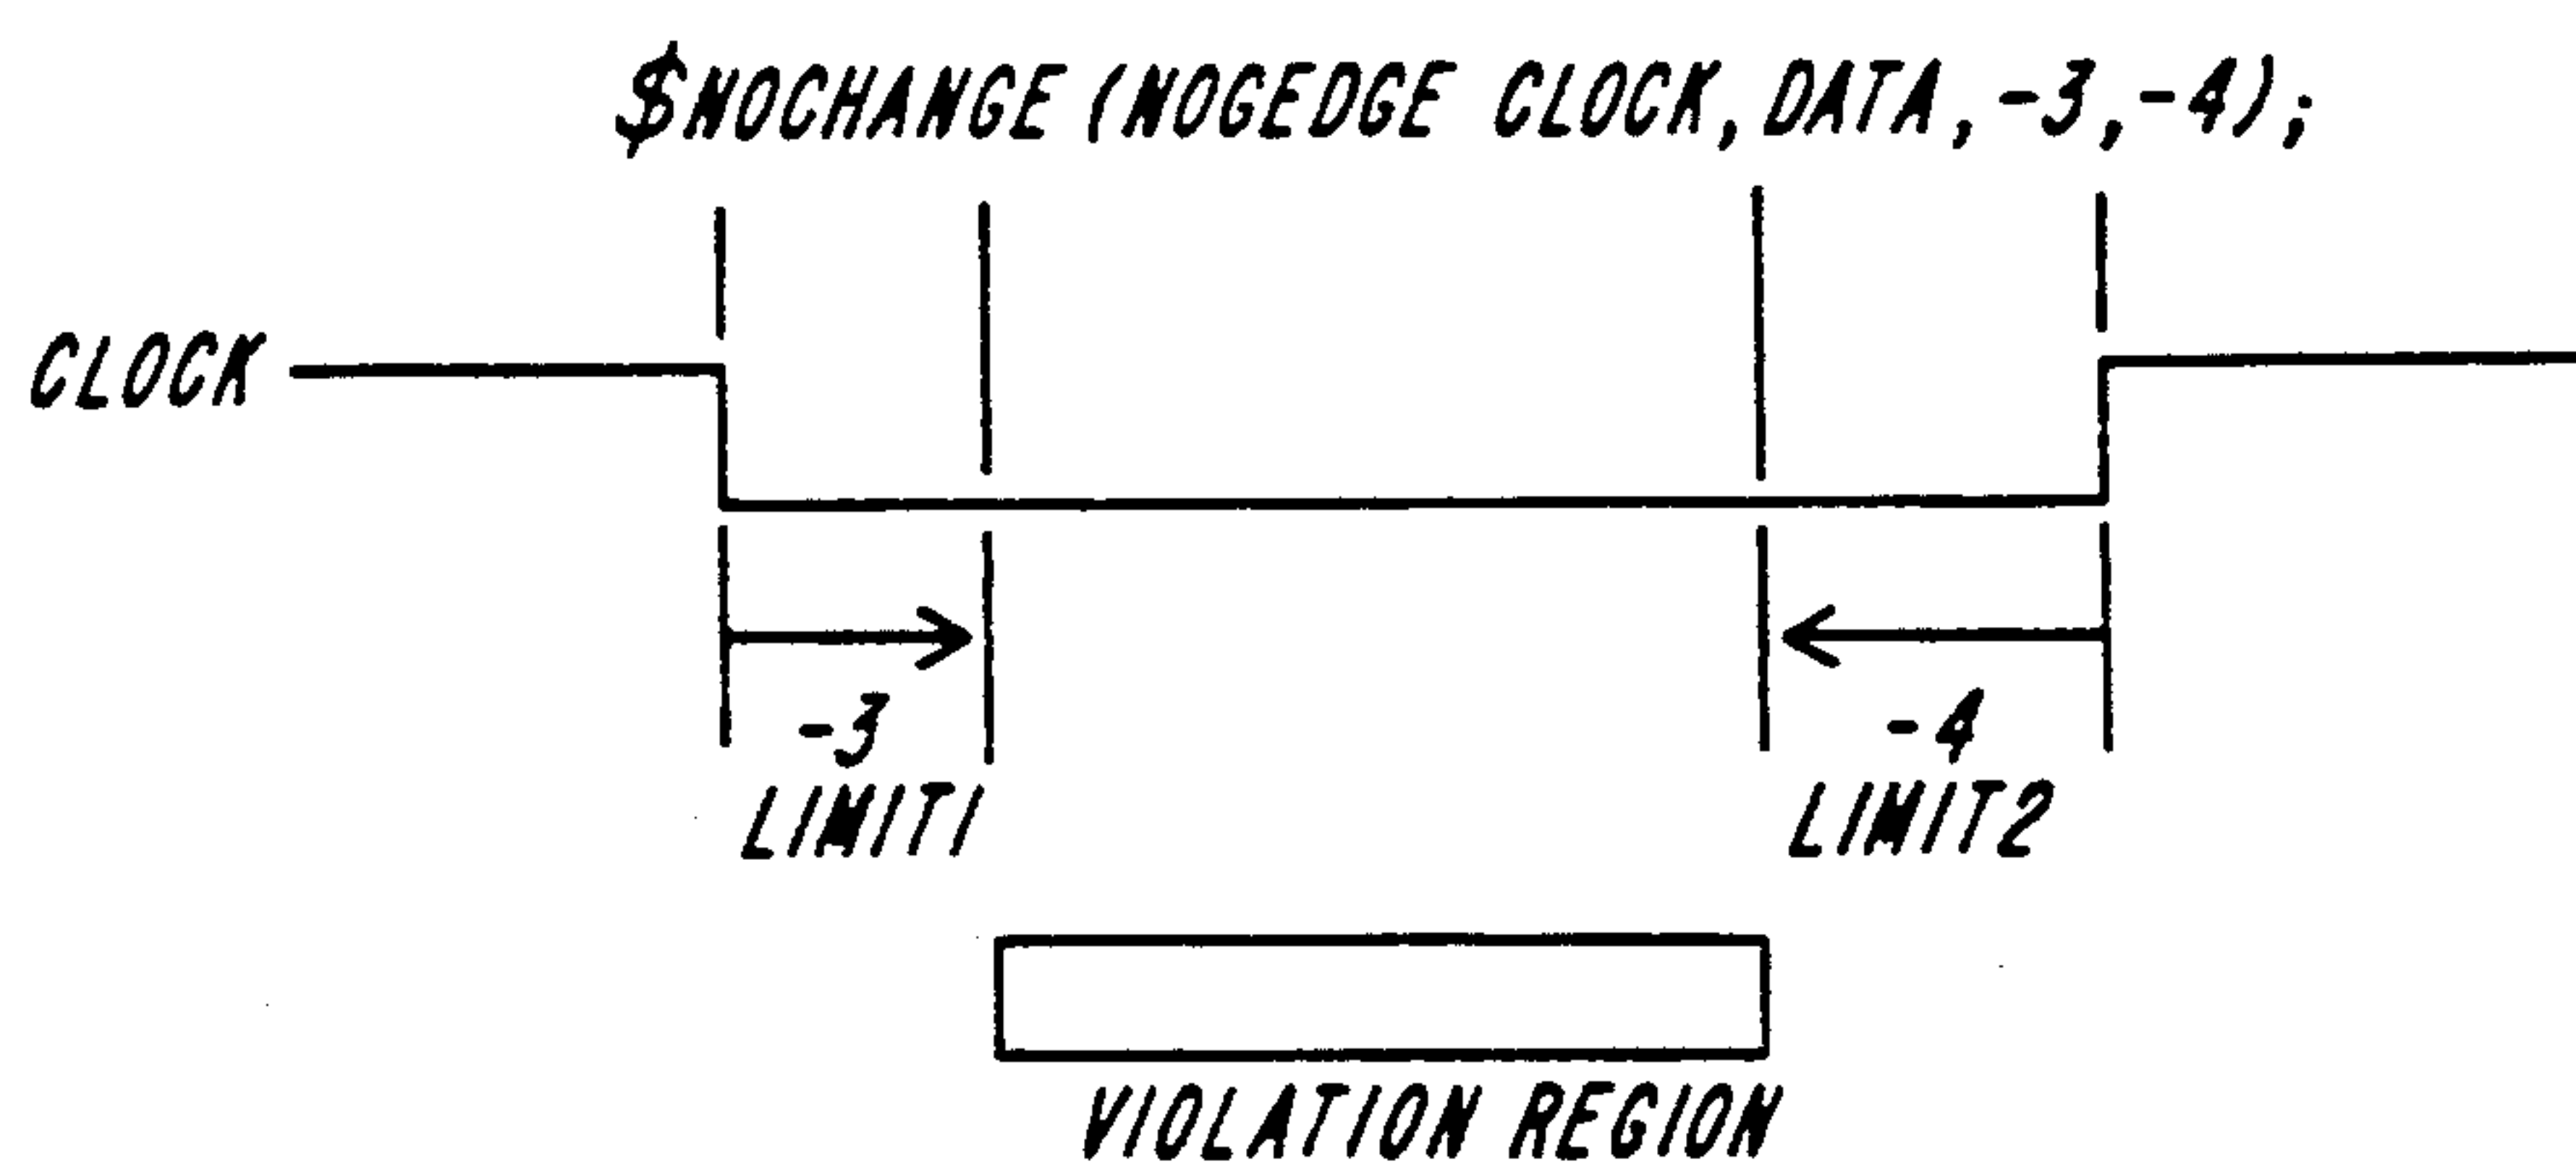 $NOCHANGE (NOGEDGE CLOCK, DATA, -3, -4);
CLOCK
-3
LIMIT1
-4
LIMIT2
VIOLATION REGION